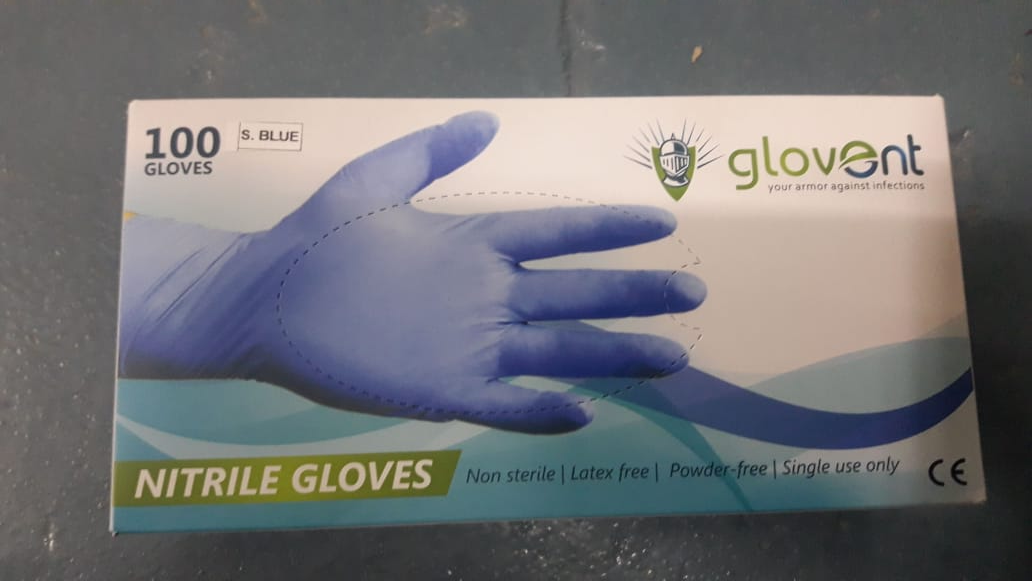 100
GLOVES
S. BLUE
glovent
your armor against infections
NITRILE GLOVES
Non sterile | Latex free | Powder-free | Single use only
CE